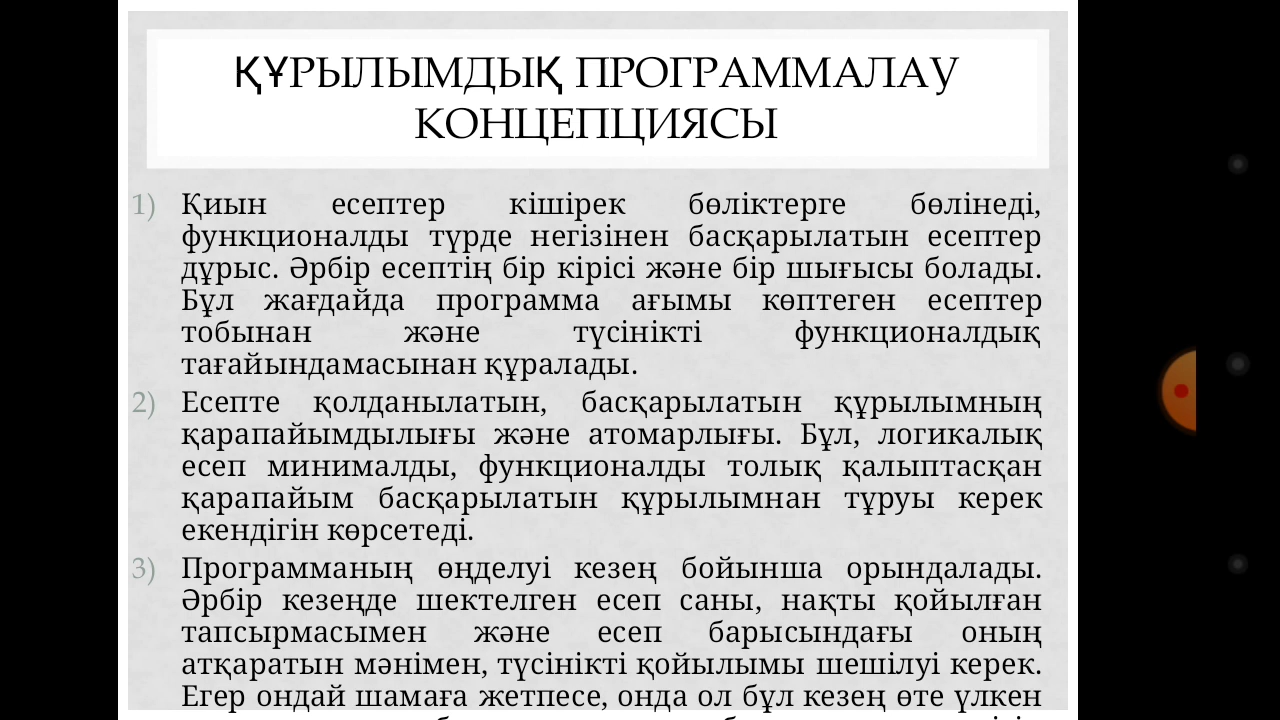 ҚҰРЫЛЫМДЫҚ ПРОГРАММАЛАУ
КОНЦЕПЦИЯСЫ
1) Қиын есептер кішірек бөліктерге бөлінеді,
функционалды түрде негізінен басқарылатын есептер
дұрыс. Әрбір есептің бір кірісі және бір шығысы болады.
Бұл жағдайда программа ағымы көптеген есептер
тобынан және түсінікті функционалдық
тағайындамасынан құралады.
2) Есепте қолданылатын, басқарылатын құрылымның
қарапайымдылығы және атомарлығы. Бұл, логикалық
есеп минималды, функционалды толық қалыптасқан
қарапайым басқарылатын құрылымнан тұруы керек
екендігін көрсетеді.
3) Программаның өңделуі кезең бойынша орындалады.
Әрбір кезеңде шектелген есеп саны, нақты қойылған
тапсырмасымен және есеп барысындағы оның
атқаратын мәнімен, түсінікті қойылымы шешілуі керек.
Егер ондай шамаға жетпесе, онда ол бұл кезең өте үлкен